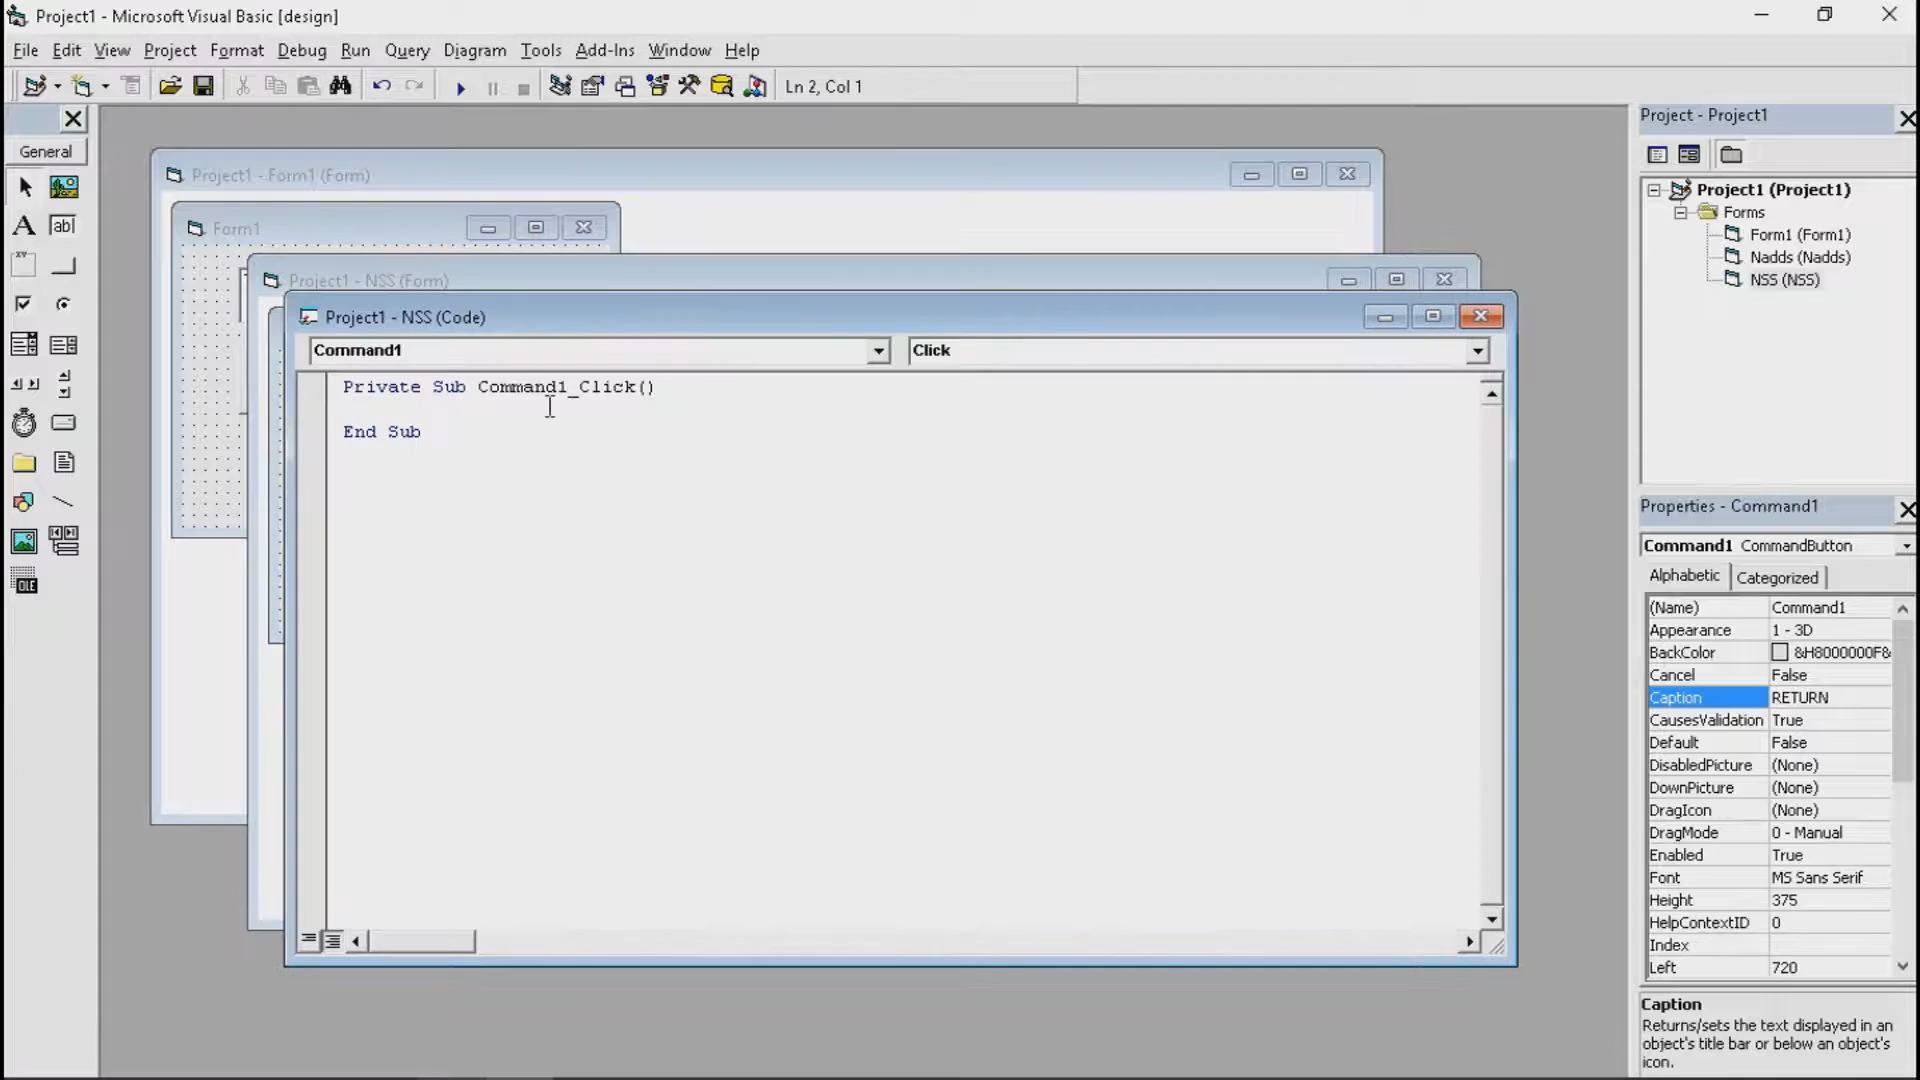 Project1 - Microsoft Visual Basic [design]
File Edit View Project Format Debug Run Query Diagram Tools Add-Ins Window Help
Ln 2, Col 1
General
A
ab|
xv
OLE
Project1 - Form1 (Form)
Form1
Project1 - NSS (Form)
Project1 - NSS (Code)
Command1
Click
Private Sub Command1_Click()
End Sub
Project - Project1
Project1 (Project1)
Forms
Form1 (Form1)
Nadds (Nadds)
NSS (NSS)
Properties - Command1
Command1 CommandButton
Alphabetic Categorized
(Name) Command1
Appearance 1 - 3D
BackColor &H8000000F&
Cancel False
Caption RETURN
CausesValidation True
Default False
DisabledPicture (None)
DownPicture (None)
DragIcon (None)
DragMode 0 - Manual
Enabled True
Font MS Sans Serif
Height 375
HelpContextID 0
Index
Left 720
Caption
Returns/sets the text displayed in an
object's title bar or below an object's
icon.